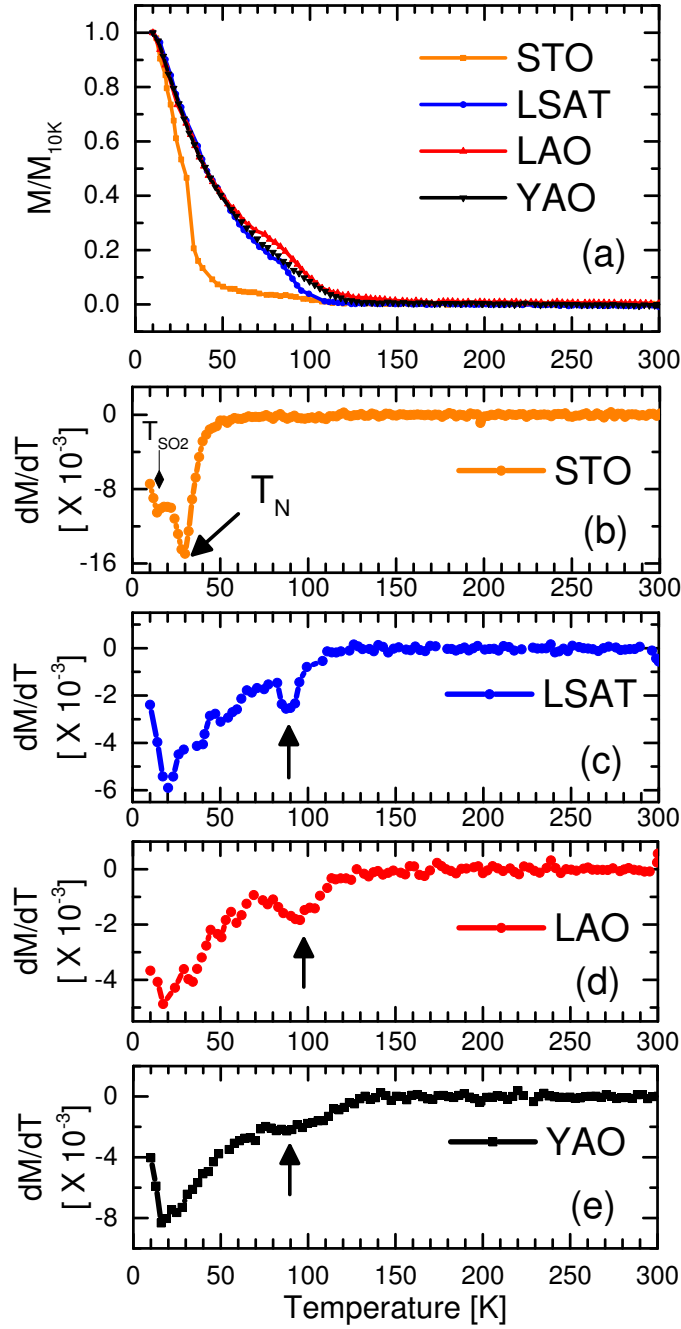 1.0
0.8
0.6
0.4
0.2
0.0
M/M10K
STO
LSAT
LAO
YAO
(a)
0 50 100 150 200 250 300
0
-8
-16
dM/dT
[ X 10-3]
TSO2
TN
STO
(b)
0 50 100 150 200 250 300
0
-2
-4
-6
dM/dT
[ X 10-3]
LSAT
(c)
0 50 100 150 200 250 300
0
-2
-4
dM/dT
[ X 10-3]
LAO
(d)
0 50 100 150 200 250 300
0
-4
-8
dM/dT
[ X 10-3]
YAO
(e)
0 50 100 150 200 250 300
Temperature [K]